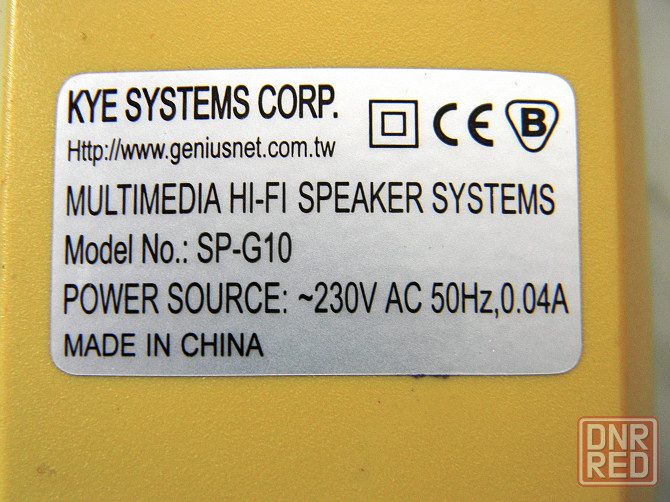 KYE SYSTEMS CORP.
Http://www.geniusnet.com.tw
CE
B
MULTIMEDIA HI-FI SPEAKER SYSTEMS
Model No.: SP-G10
POWER SOURCE: ~230V AC 50Hz,0.04A
MADE IN CHINA
DNR
RED